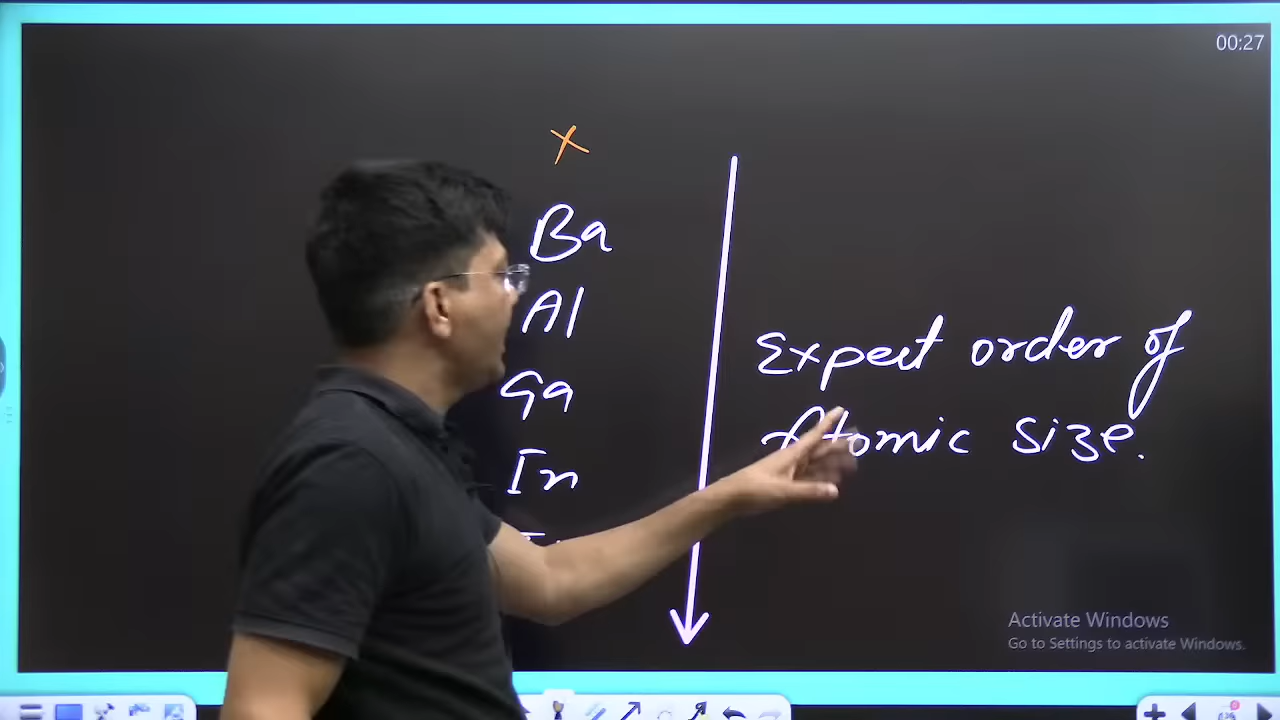 00:27
×
Ba
Al
Ga
In
Expect order of
Atomic size.
Activate Windows
Go to Settings to activate Windows.